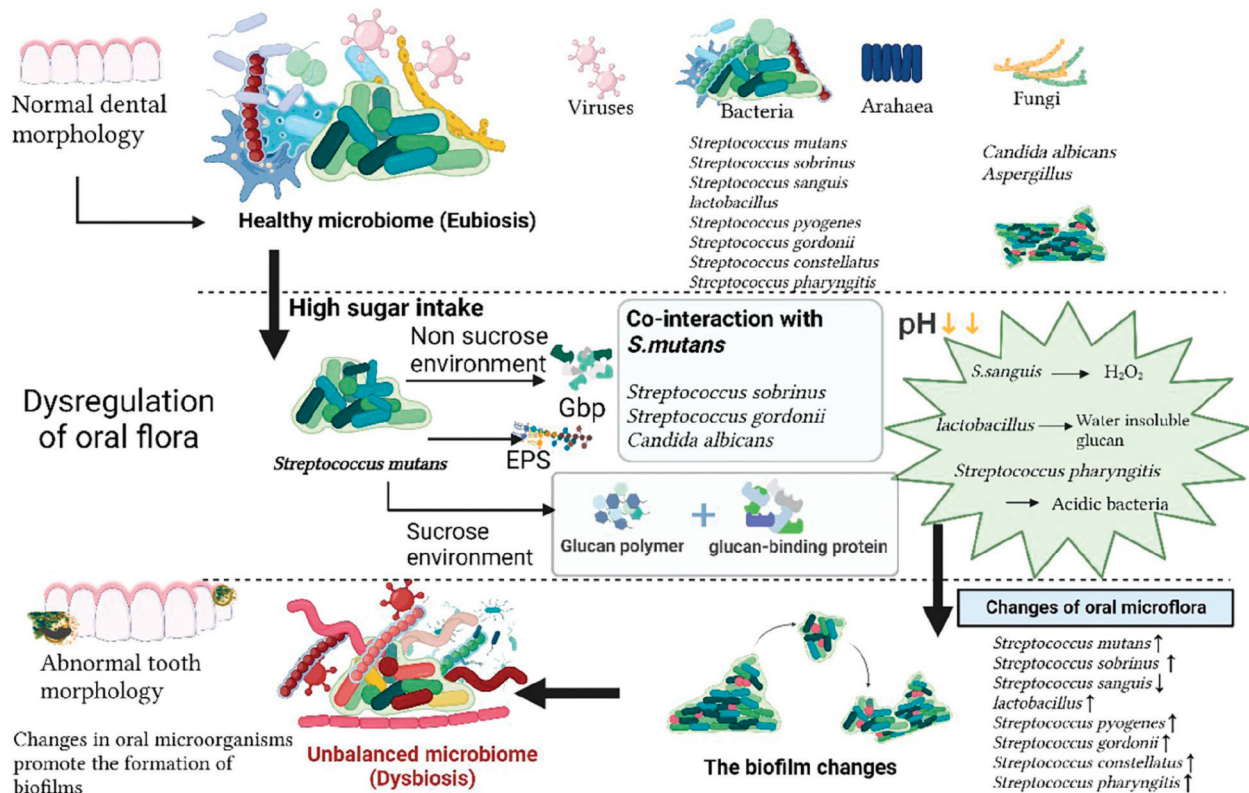 Normal dental
morphology
Healthy microbiome (Eubiosis)
Viruses
Bacteria
Streptococcus mutans
Streptococcus sobrinus
Streptococcus sanguis
lactobacillus
Streptococcus pyogenes
Streptococcus gordonii
Streptococcus constellatus
Streptococcus pharyngitis
Arahaea
Fungi
Candida albicans
Aspergillus
Dysregulation
of oral flora
High sugar intake
Streptococcus mutans
Non sucrose
environment
Gbp
EPS
Sucrose
environment
Co-interaction with
S.mutans
Streptococcus sobrinus
Streptococcus gordonii
Candida albicans
Glucan polymer
+
glucan-binding protein
pH↓↓
S.sanguis → H₂O₂
lactobacillus → Water insoluble
glucan
Streptococcus pharyngitis
→ Acidic bacteria
Abnormal tooth
morphology
Changes in oral microorganisms
promote the formation of
biofilms
Unbalanced microbiome
(Dysbiosis)
The biofilm changes
Changes of oral microflora
Streptococcus mutans↑
Streptococcus sobrinus ↑
Streptococcus sanguis↓
lactobacillus↑
Streptococcus pyogenes↑
Streptococcus gordonii↑
Streptococcus constellatus ↑
Streptococcus pharyngitis↑